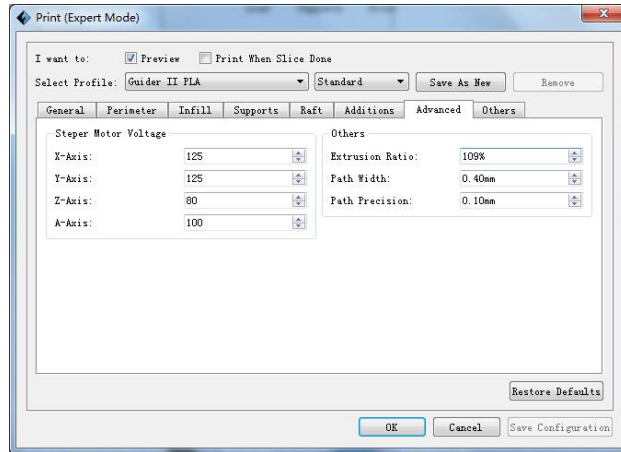 Print (Expert Mode)
I want to: Preview Print When Slice Done
Select Profile: Guider II PLA Standard Save As New Remove
General Perimeter Infill Supports Raft Additions Advanced Others
Steper Motor Voltage
X-Axis: 125
Y-Axis: 125
Z-Axis: 80
A-Axis: 100
Others
Extrusion Ratio: 109%
Path Width: 0.40mm
Path Precision: 0.10mm
Restore Defaults
OK Cancel Save Configuration